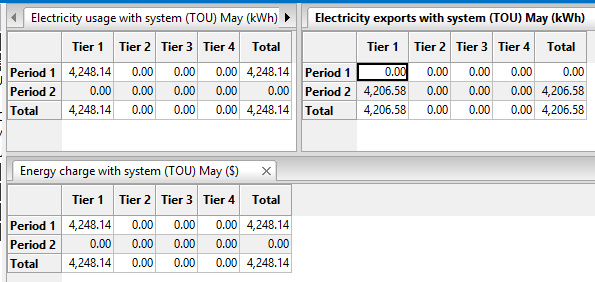 Electricity usage with system (TOU) May (kWh)
Tier 1 Tier 2 Tier 3 Tier 4 Total
Period 1 4,248.14 0.00 0.00 0.00 4,248.14
Period 2 0.00 0.00 0.00 0.00 0.00
Total 4,248.14 0.00 0.00 0.00 4,248.14
Electricity exports with system (TOU) May (kWh)
Tier 1 Tier 2 Tier 3 Tier 4 Total
Period 1 0.00 0.00 0.00 0.00 0.00
Period 2 4,206.58 0.00 0.00 0.00 4,206.58
Total 4,206.58 0.00 0.00 0.00 4,206.58
Energy charge with system (TOU) May ($)
Tier 1 Tier 2 Tier 3 Tier 4 Total
Period 1 4,248.14 0.00 0.00 0.00 4,248.14
Period 2 0.00 0.00 0.00 0.00 0.00
Total 4,248.14 0.00 0.00 0.00 4,248.14